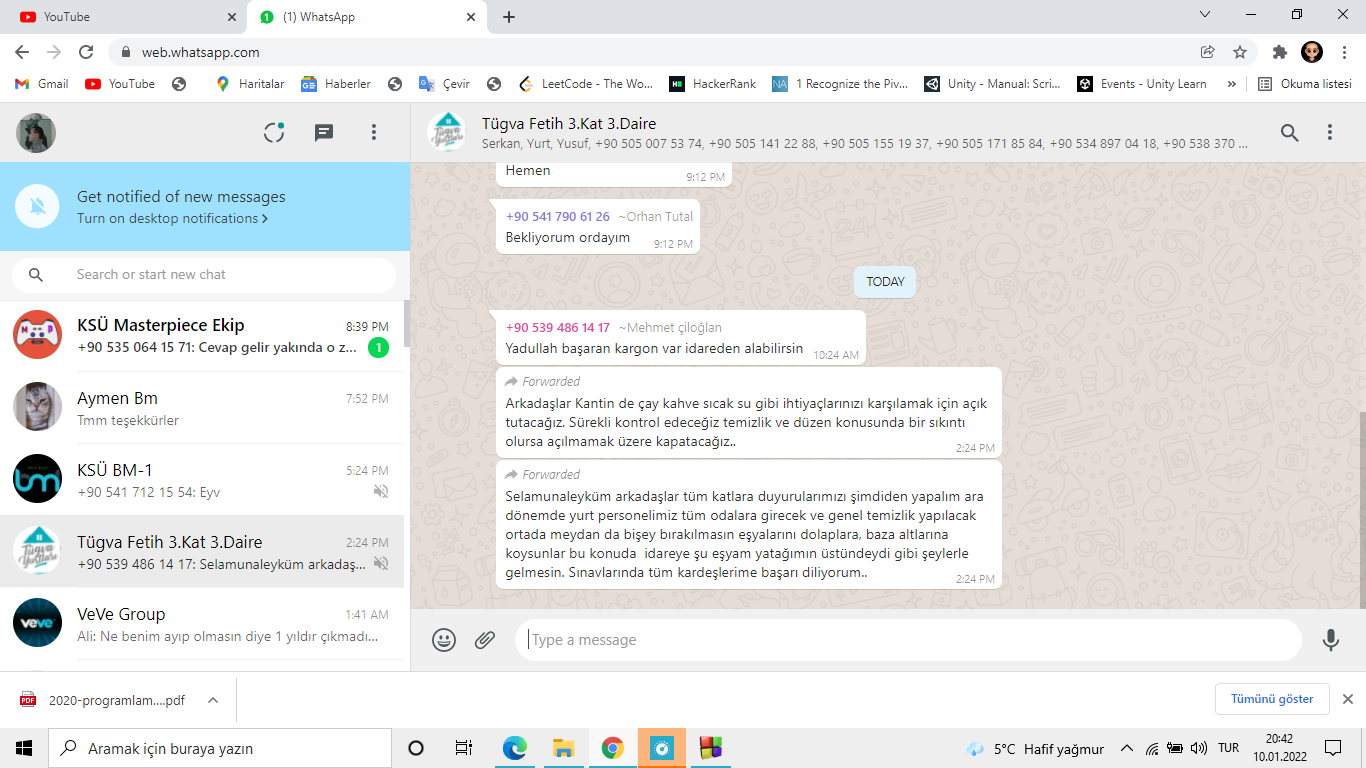 YouTube
(1) WhatsApp
web.whatsapp.com
Gmail
YouTube
Haritalar
Haberler
Çevir
LeetCode - The Wo...
HackerRank
1 Recognize the Piv...
Unity - Manual: Scri...
Events - Unity Learn
»
Okuma listesi
Tügva Fetih 3.Kat 3.Daire
Serkan, Yurt, Yusuf, +90 505 007 53 74, +90 505 141 22 88, +90 505 155 19 37, +90 505 171 85 84, +90 534 897 04 18, +90 538 370 ...
Get notified of new messages
Turn on desktop notifications
Search or start new chat
KSÜ Masterpiece Ekip
8:39 PM
+90 535 064 15 71: Cevap gelir yakında o z...
1
Aymen Bm
7:52 PM
Tmm teşekkürler
KSÜ BM-1
5:24 PM
+90 541 712 15 54: Eyv
Tügva Fetih 3.Kat 3.Daire
2:24 PM
+90 539 486 14 17: Selamunaleyküm arkadaş...
VeVe Group
1:41 AM
Ali: Ne benim ayıp olmasın diye 1 yıldır çıkmadı...
Hemen
9:12 PM
+90 541 790 61 26 ~Orhan Tutal
Bekliyorum ordayım
9:12 PM
TODAY
+90 539 486 14 17 ~Mehmet çiloğlan
Yadullah başaran kargon var idareden alabilirsin
10:24 AM
Forwarded
Arkadaşlar Kantin de çay kahve sıcak su gibi ihtiyaçlarınızı karşılamak için açık
tutacağız. Sürekli kontrol edeceğiz temizlik ve düzen konusunda bir sıkıntı
olursa açılmamak üzere kapatacağız..
2:24 PM
Forwarded
Selamunaleyküm arkadaşlar tüm katlara duyurularımızı şimdiden yapalım ara
dönemde yurt personelimiz tüm odalara girecek ve genel temizlik yapılacak
ortada meydan da bişey bırakılmasın eşyalarını dolaplara, baza altlarına
koysunlar bu konuda  idareye şu eşyam yatağımın üstündeydi gibi şeylerle
gelmesin. Sınavlarında tüm kardeşlerime başarı diliyorum..
2:24 PM
Type a message
2020-programlam....pdf
Tümünü göster
Aramak için buraya yazın
5°C Hafif yağmur
TUR
20:42
10.01.2022